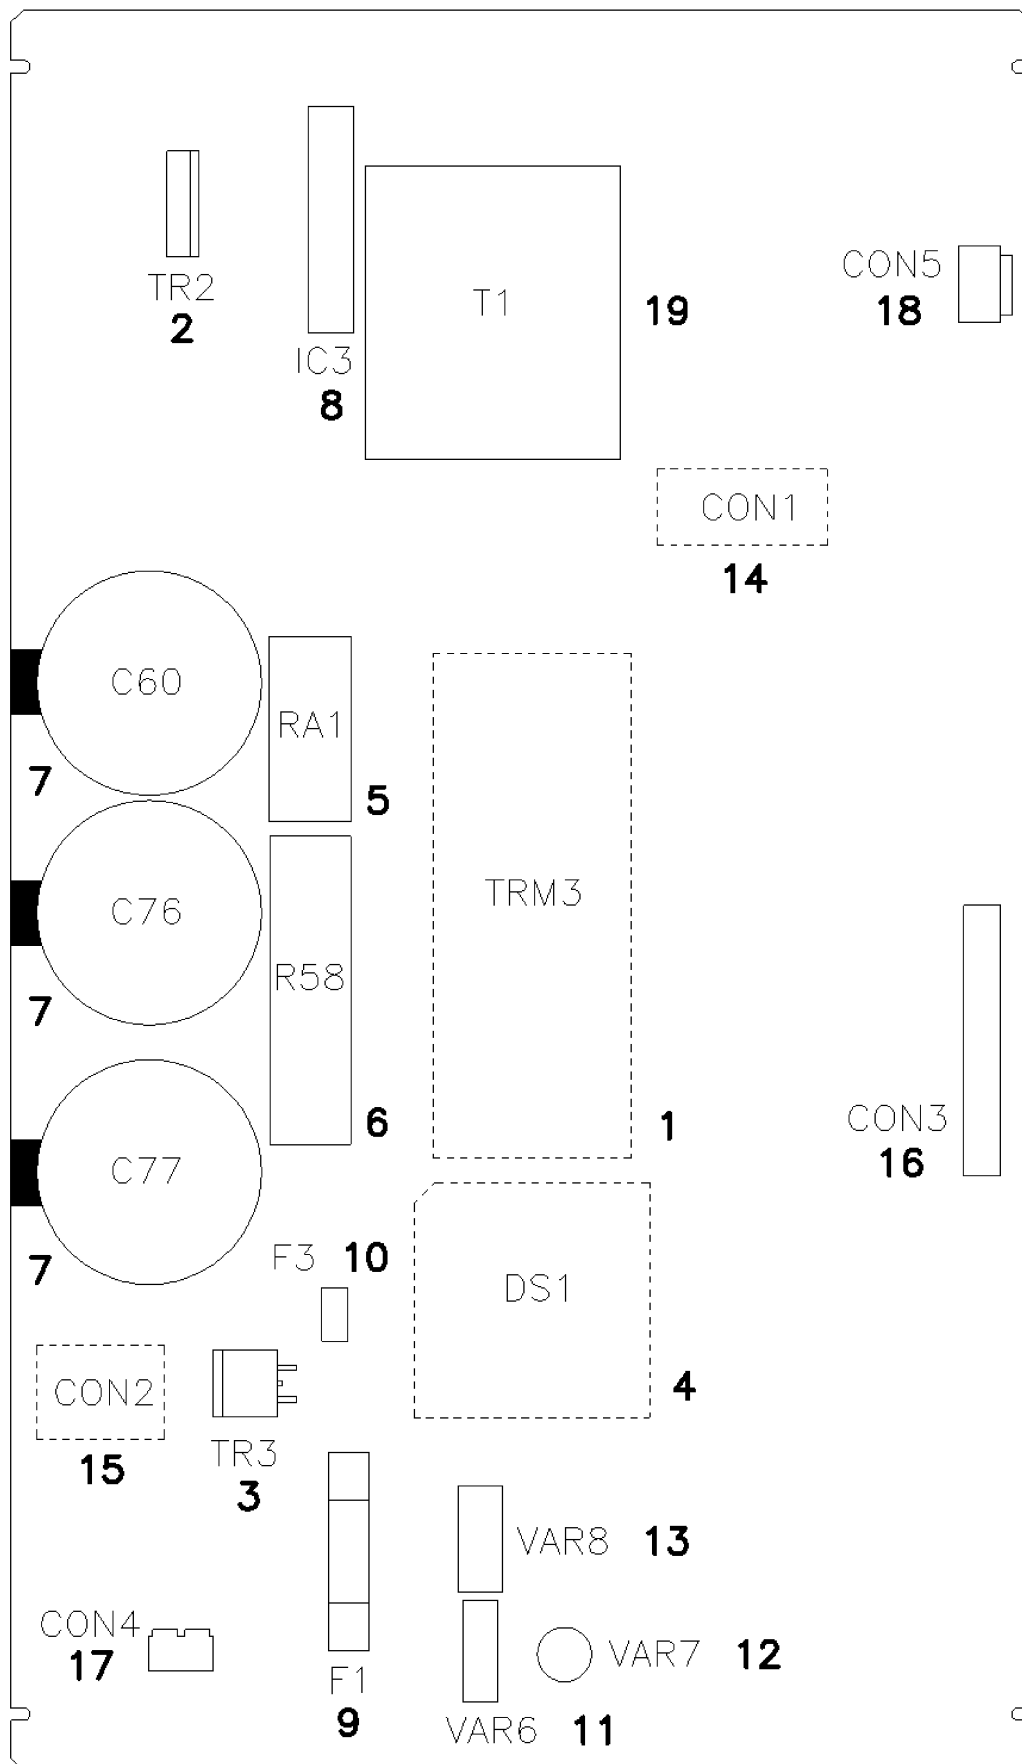 TR2
2
IC3
8
T1
19
CON5
18
CON1
14
C60
7
RA1
5
C76
7
R58
6
TRM3
1
CON3
16
C77
7
F3
10
DS1
4
CON2
15
TR3
3
VAR8
13
CON4
17
F1
9
VAR7
12
VAR6
11